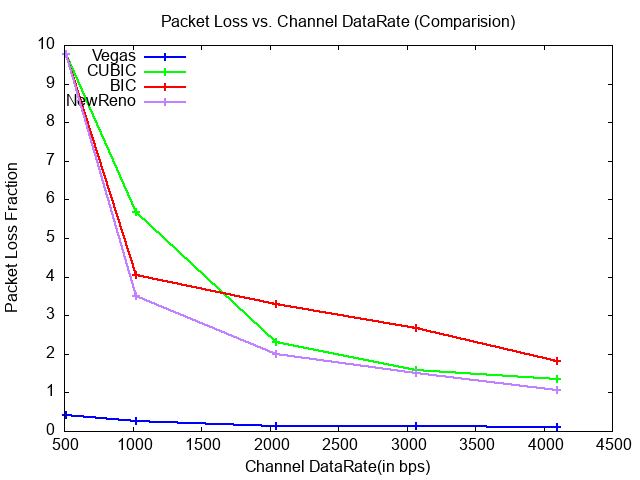 Packet Loss vs. Channel DataRate (Comparision)
Packet Loss Fraction
10
9
8
7
6
5
4
3
2
1
0
Vegas
CUBIC
BIC
NewReno
500 1000 1500 2000 2500 3000 3500 4000 4500
Channel DataRate(in bps)